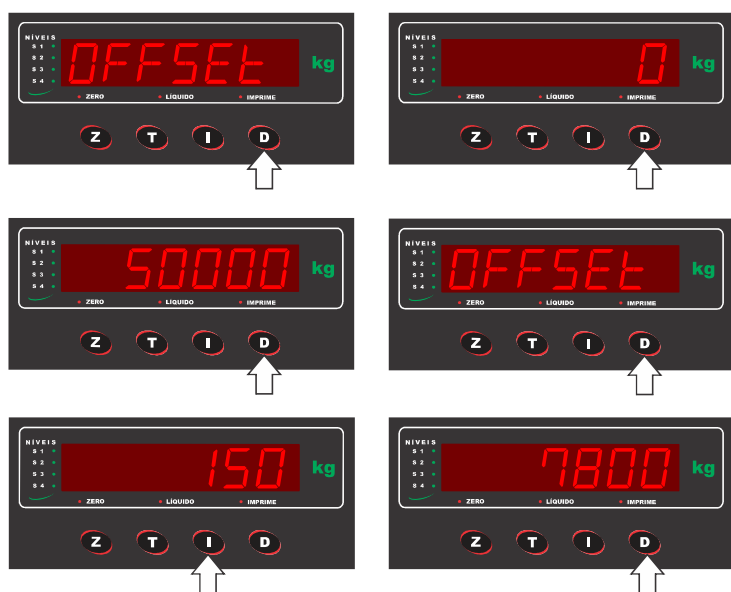 NÍVEIS
S 1
S 2
S 3
S 4
OFFSEt kg
ZERO LÍQUIDO IMPRIME
Z T I D
NÍVEIS
S 1
S 2
S 3
S 4
0 kg
ZERO LÍQUIDO IMPRIME
Z T I D
NÍVEIS
S 1
S 2
S 3
S 4
50000 kg
ZERO LÍQUIDO IMPRIME
Z T I D
NÍVEIS
S 1
S 2
S 3
S 4
OFFSEt kg
ZERO LÍQUIDO IMPRIME
Z T I D
NÍVEIS
S 1
S 2
S 3
S 4
150 kg
ZERO LÍQUIDO IMPRIME
Z T I D
NÍVEIS
S 1
S 2
S 3
S 4
7800 kg
ZERO LÍQUIDO IMPRIME
Z T I D